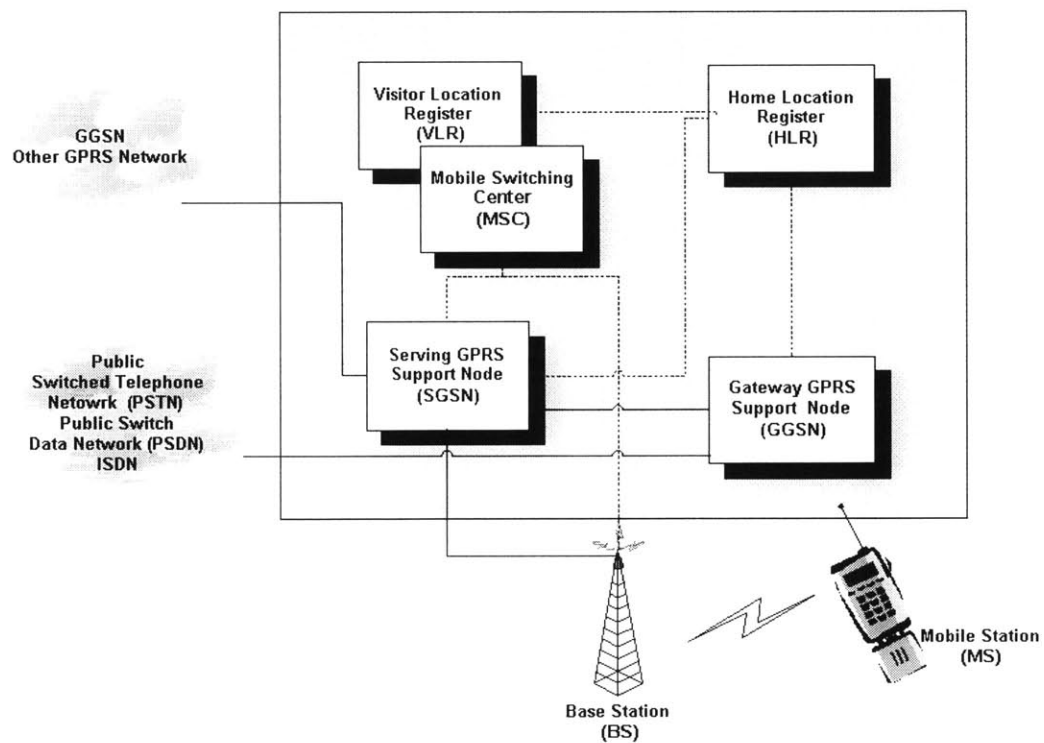 Visitor Location
Register
(VLR)
Home Location
Register
(HLR)
GGSN
Other GPRS Network
Mobile Switching
Center
(MSC)
Serving GPRS
Support Node
(SGSN)
Public
Switched Telephone
Netowrk (PSTN)
Public Switch
Data Network (PSDN)
ISDN
Gateway GPRS
Support Node
(GGSN)
Mobile Station
(MS)
Base Station
(BS)